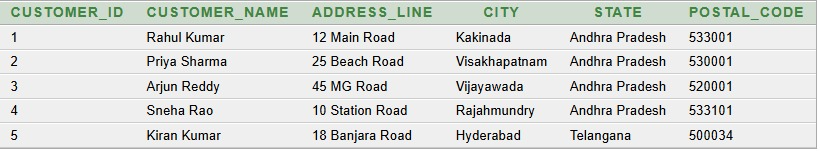 CUSTOMER_ID CUSTOMER_NAME ADDRESS_LINE CITY STATE POSTAL_CODE
1 Rahul Kumar 12 Main Road Kakinada Andhra Pradesh 533001
2 Priya Sharma 25 Beach Road Visakhapatnam Andhra Pradesh 530001
3 Arjun Reddy 45 MG Road Vijayawada Andhra Pradesh 520001
4 Sneha Rao 10 Station Road Rajahmundry Andhra Pradesh 533101
5 Kiran Kumar 18 Banjara Road Hyderabad Telangana 500034